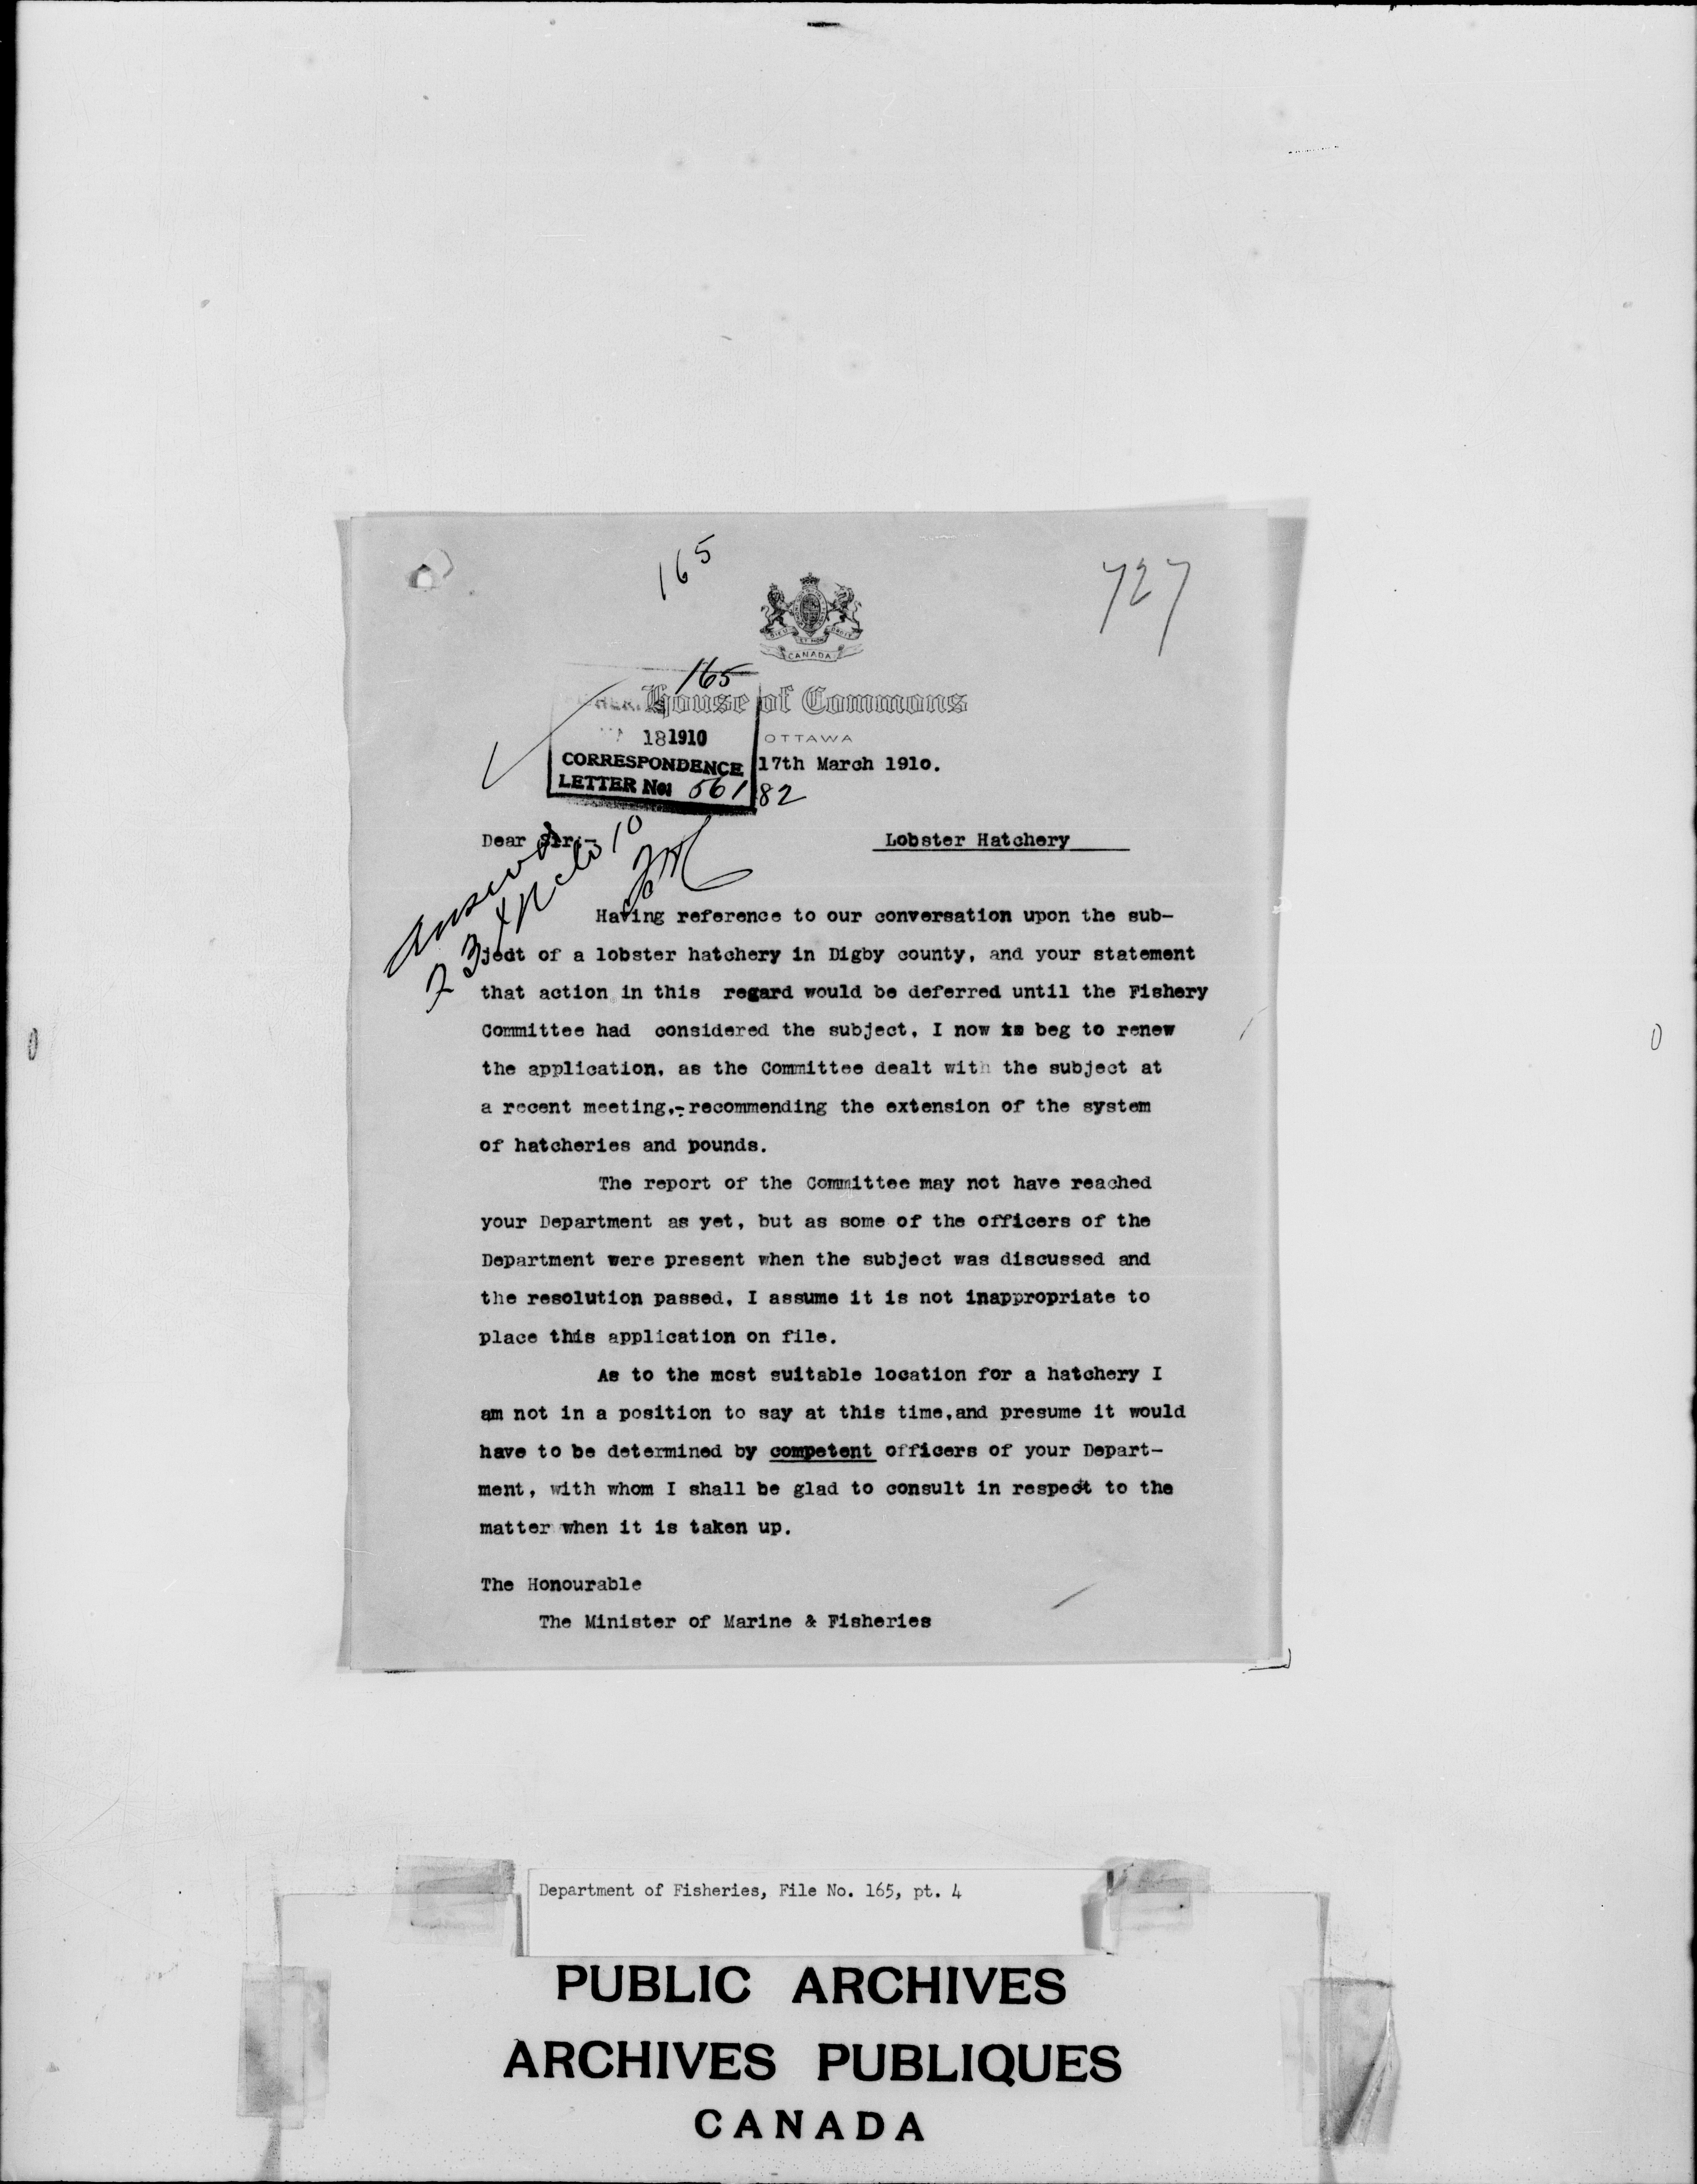 165
727
CANADA
165
House of Commons
181910
OTTAWA
CORRESPONDENCE
17th March 1910.
LETTER No: 56182
Dear Sir:-
Lobster Hatchery
Answered
23
10
Having reference to our conversation upon the sub-
ject of a lobster hatchery in Digby county, and your statement
that action in this regard would be deferred until the Fishery
Committee had considered the subject, I now beg to renew
the application, as the Committee dealt with the subject at
a recent meeting,-recommending the extension of the system
of hatcheries and pounds.
The report of the Committee may not have reached
your Department as yet, but as some of the officers of the
Department were present when the subject was discussed and
the resolution passed, I assume it is not inappropriate to
place this application on file.
As to the most suitable location for a hatchery I
am not in a position to say at this time,and presume it would
have to be determined by competent officers of your Depart-
ment, with whom I shall be glad to consult in respect to the
matter when it is taken up.
The Honourable
The Minister of Marine & Fisheries
Department of Fisheries, File No. 165, pt. 4
PUBLIC ARCHIVES
ARCHIVES PUBLIQUES
CANADA